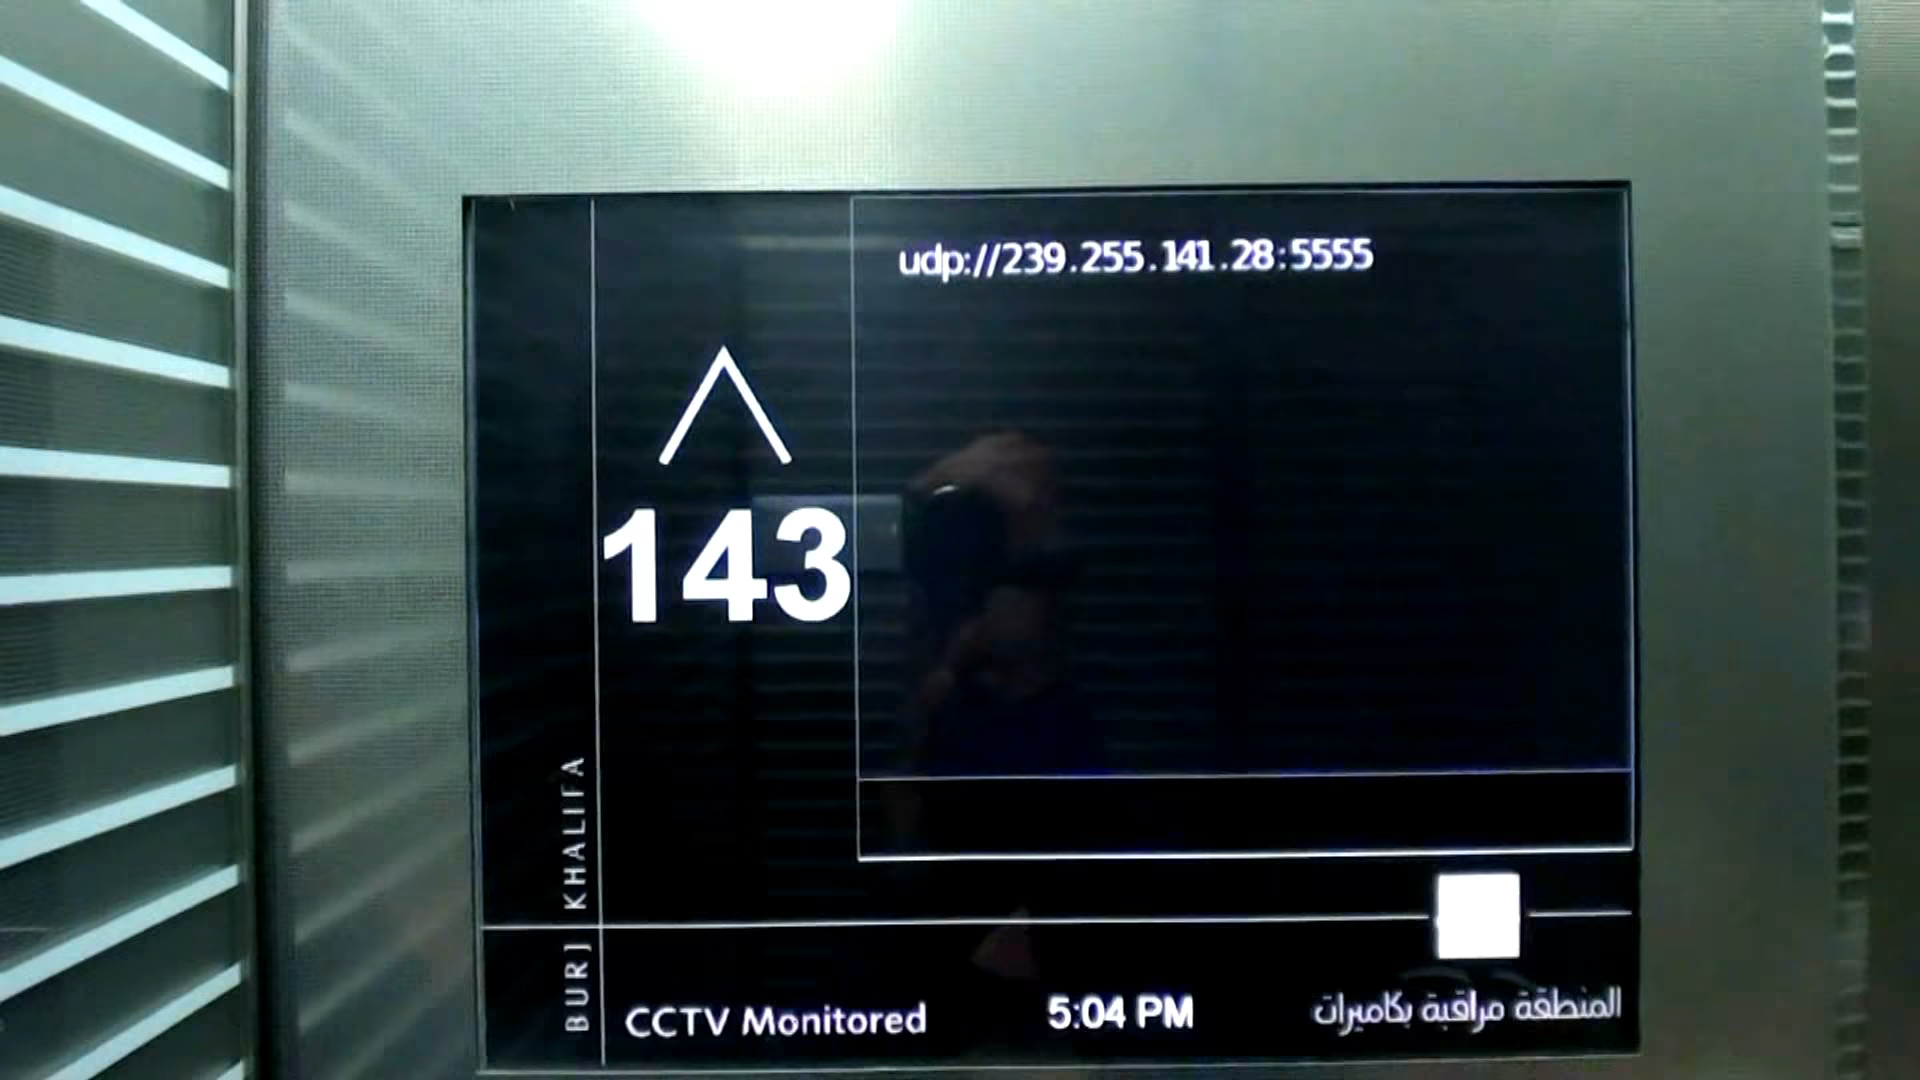 udp://239.255.141.28:5555
143
BURJ KHALIFA
CCTV Monitored
5:04 PM
المنطقة مراقبة بكاميرات